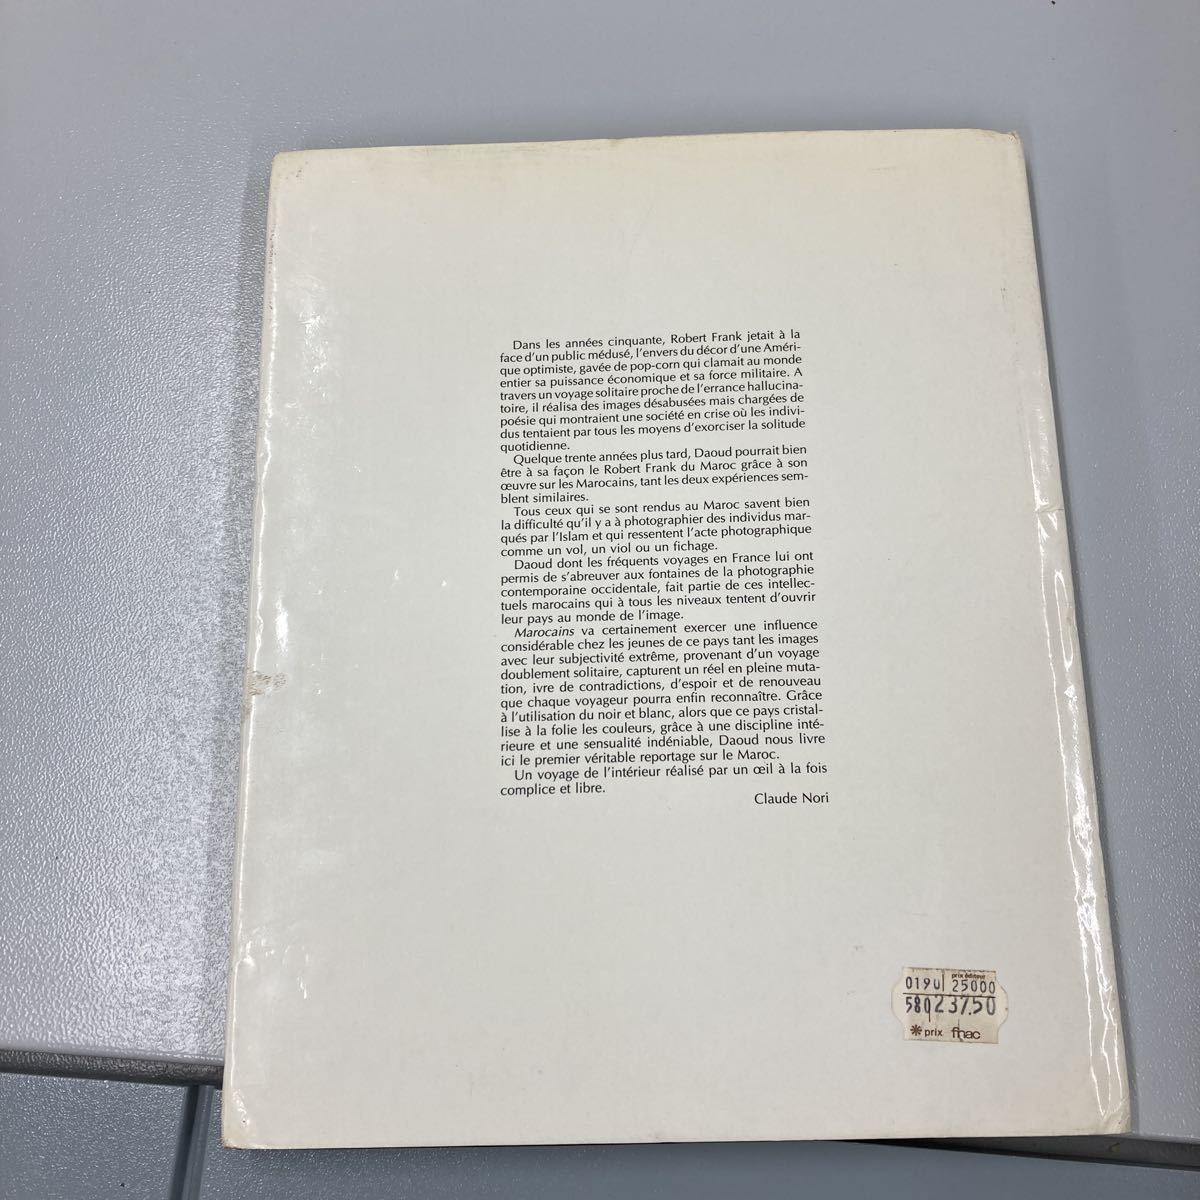 Dans les années cinquante, Robert Frank jetait à la
face d'un public médusé, l'envers du décor d'une Améri-
que optimiste, gavée de pop-corn qui clamait au monde
entier sa puissance économique et sa force militaire. A
travers un voyage solitaire proche de l'errance hallucina-
toire, il réalisa des images désabusées mais chargées de
poésie qui montraient une société en crise où les indivi-
dus tentaient par tous les moyens d'exorciser la solitude
quotidienne.
Quelque trente années plus tard, Daoud pourrait bien
être à sa façon le Robert Frank du Maroc grâce à son
œuvre sur les Marocains, tant les deux expériences sem-
blent similaires.
Tous ceux qui se sont rendus au Maroc savent bien
la difficulté qu'il y a à photographier des individus mar-
qués par l'Islam et qui ressentent l'acte photographique
comme un vol, un viol ou un fichage.
Daoud dont les fréquents voyages en France lui ont
permis de s'abreuver aux fontaines de la photographie
contemporaine occidentale, fait partie de ces intellec-
tuels marocains qui à tous les niveaux tentent d'ouvrir
leur pays au monde de l'image.
Marocains va certainement exercer une influence
considérable chez les jeunes de ce pays tant les images
avec leur subjectivité extrême, provenant d'un voyage
doublement solitaire, capturent un réel en pleine muta-
tion, ivre de contradictions, d'espoir et de renouveau
que chaque voyageur pourra enfin reconnaître. Grâce
à l'utilisation du noir et blanc, alors que ce pays cristal-
lise à la folie les couleurs, grâce à une discipline inté-
rieure et une sensualité indéniable, Daoud nous livre
ici le premier véritable reportage sur le Maroc.
Un voyage de l'intérieur réalisé par un œil à la fois
complice et libre.
Claude Nori
prix éditeur
0190 25000
580 237.50
prix fnac